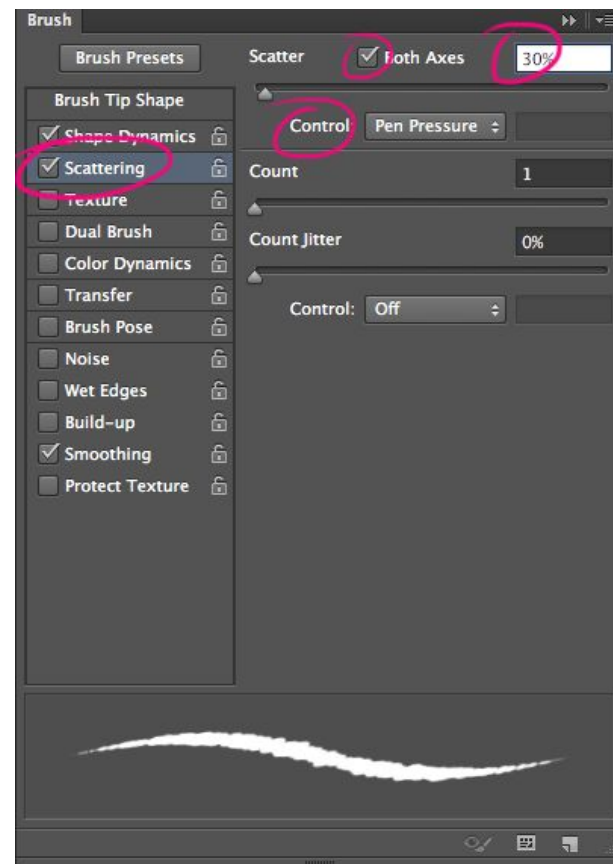 Brush
Brush Presets
Scatter Both Axes 30%
Brush Tip Shape
Shape Dynamics
Control: Pen Pressure
Scattering
Count 1
Texture
Dual Brush
Count Jitter 0%
Color Dynamics
Transfer
Control: Off
Brush Pose
Noise
Wet Edges
Build-up
Smoothing
Protect Texture